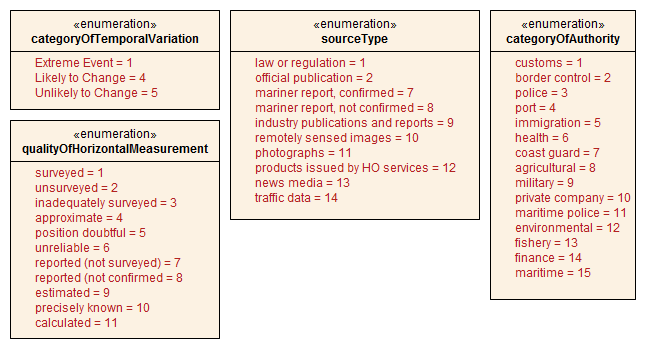 «enumeration»
categoryOfTemporalVariation
Extreme Event = 1
Likely to Change = 4
Unlikely to Change = 5
«enumeration»
qualityOfHorizontalMeasurement
surveyed = 1
unsurveyed = 2
inadequately surveyed = 3
approximate = 4
position doubtful = 5
unreliable = 6
reported (not surveyed) = 7
reported (not confirmed = 8
estimated = 9
precisely known = 10
calculated = 11
«enumeration»
sourceType
law or regulation = 1
official publication = 2
mariner report, confirmed = 7
mariner report, not confirmed = 8
industry publications and reports = 9
remotely sensed images = 10
photographs = 11
products issued by HO services = 12
news media = 13
traffic data = 14
«enumeration»
categoryOfAuthority
customs = 1
border control = 2
police = 3
port = 4
immigration = 5
health = 6
coast guard = 7
agricultural = 8
military = 9
private company = 10
maritime police = 11
environmental = 12
fishery = 13
finance = 14
maritime = 15